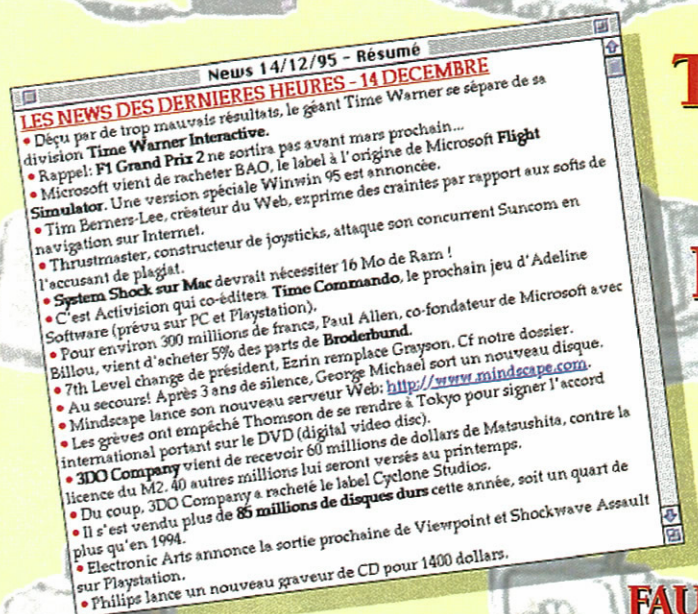 News 14/12/95 - Résumé
LES NEWS DES DERNIERES HEURES - 14 DECEMBRE
• Déçu par de trop mauvais résultats, le géant Time Warner se sépare de sa
division Time Warner Interactive.
• Rappel: F1 Grand Prix 2 ne sortira pas avant mars prochain...
• Microsoft vient de racheter BAO, le label à l'origine de Microsoft Flight
Simulator. Une version spéciale Winwin 95 est annoncée.
• Tim Berners-Lee, créateur du Web, exprime des craintes par rapport aux softs de
navigation sur Internet.
• Thrustmaster, constructeur de joysticks, attaque son concurrent Suncom en
l'accusant de plagiat.
• System Shock sur Mac devrait nécessiter 16 Mo de Ram !
• C'est Activision qui co-éditera Time Commando, le prochain jeu d'Adeline
Software (prévu sur PC et Playstation).
• Pour environ 300 millions de francs, Paul Allen, co-fondateur de Microsoft avec
Billou, vient d'acheter 5% des parts de Broderbund.
• 7th Level change de président, Ezrin remplace Grayson. Cf notre dossier.
• Au secours! Après 3 ans de silence, George Michael sort un nouveau disque.
• Mindscape lance son nouveau serveur Web: http://www.mindscape.com.
• Les grèves ont empêché Thomson de se rendre à Tokyo pour signer l'accord
international portant sur le DVD (digital video disc).
• 3DO Company vient de recevoir 60 millions de dollars de Matsushita, contre la
licence du M2. 40 autres millions lui seront versés au printemps.
• Du coup, 3DO Company a racheté le label Cyclone Studios.
• Il s'est vendu plus de 85 millions de disques durs cette année, soit un quart de
plus qu'en 1994.
• Electronic Arts annonce la sortie prochaine de Viewpoint et Shockwave Assault
sur Playstation.
• Philips lance un nouveau graveur de CD pour 1400 dollars.